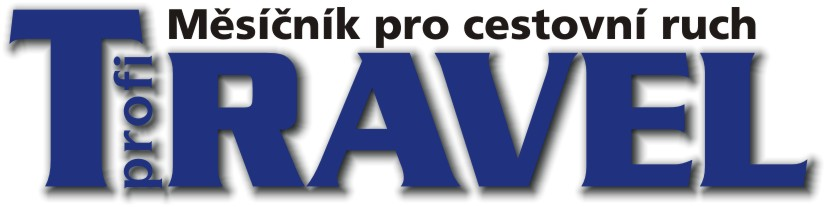 Měsíčník pro cestovní ruch
profi
TRAVEL